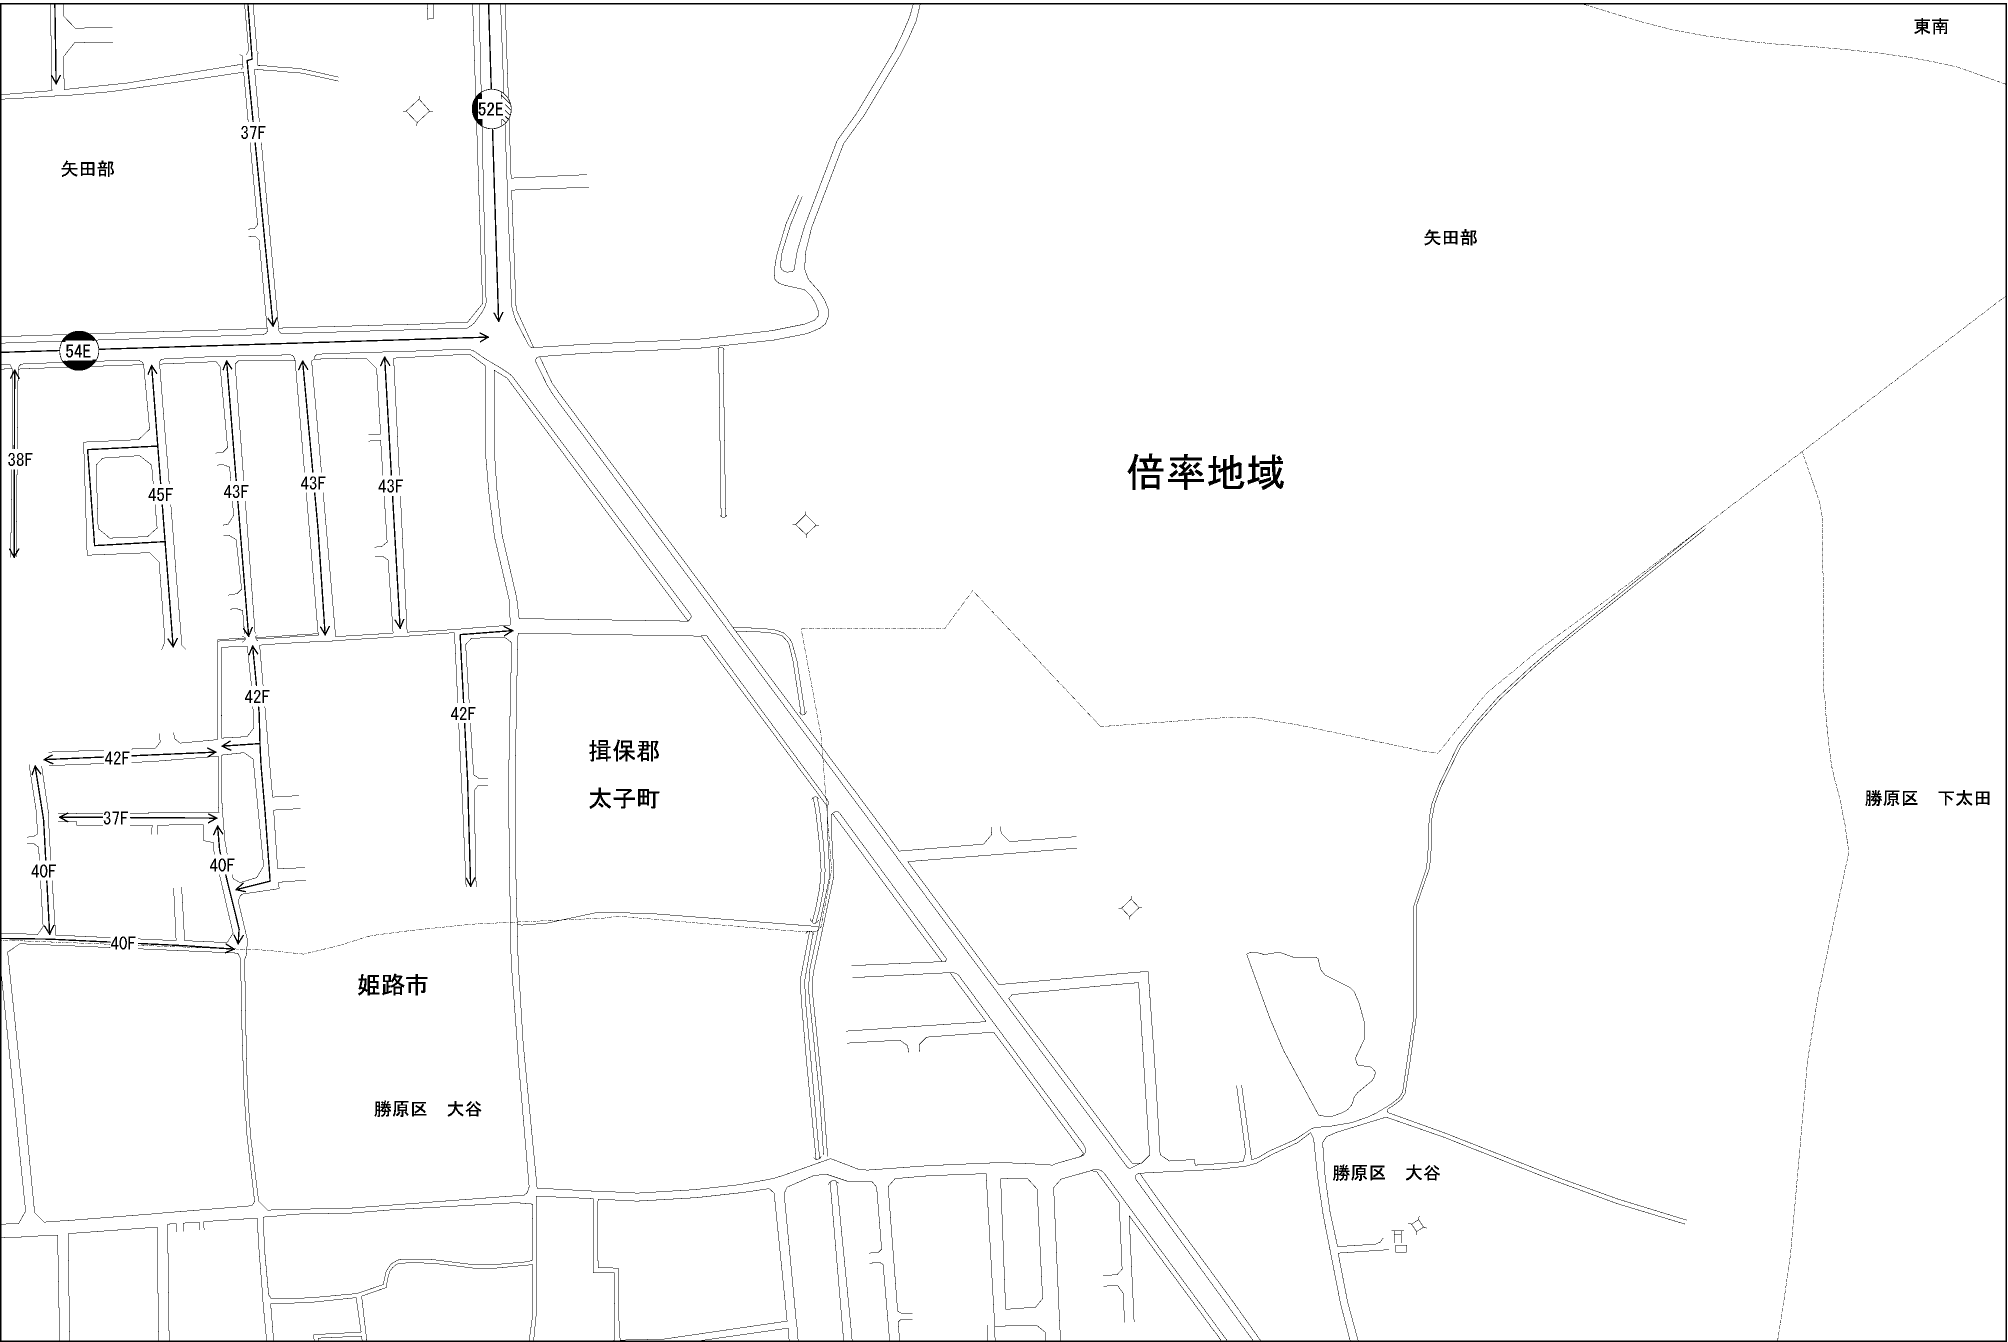 東南
52E
37F
矢田部
矢田部
54E
38F
倍率地域
45F
43F
43F
43F
42F
42F
揖保郡
太子町
42F
勝原区 下太田
37F
40F
40F
40F
姫路市
勝原区 大谷
勝原区 大谷